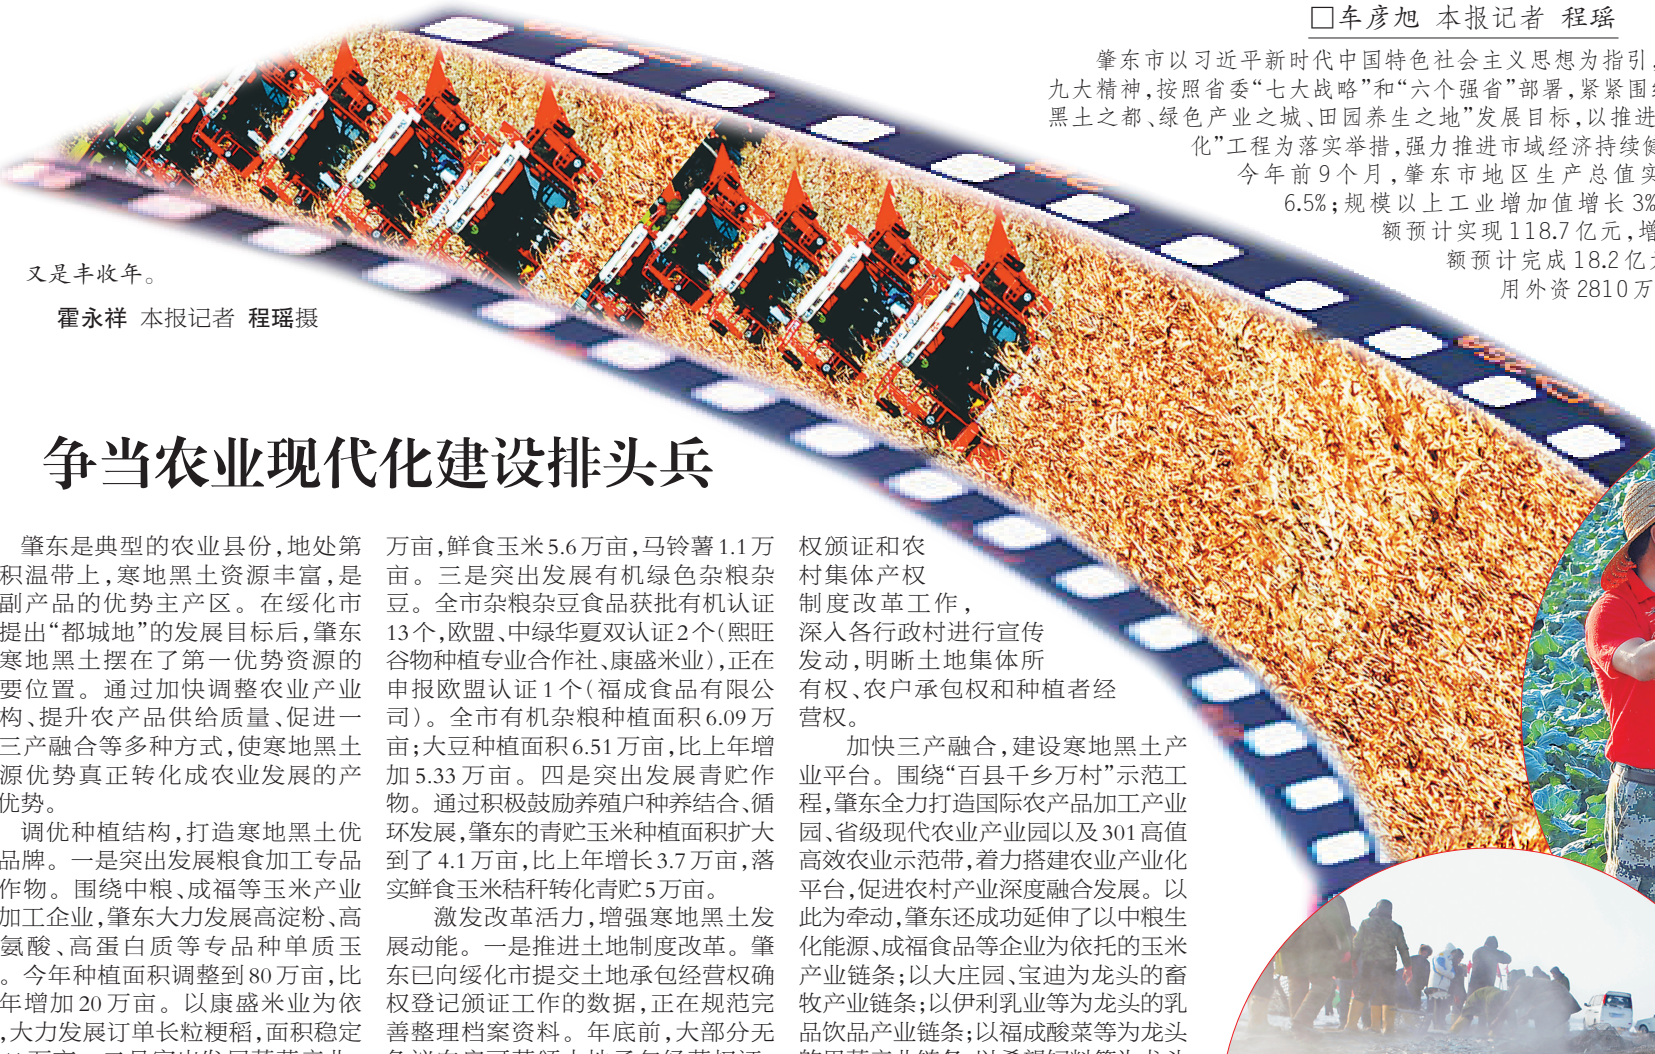 □车彦旭 本报记者 程瑶
肇东市以习近平新时代中国特色社会主义思想为指引,
九大精神,按照省委“七大战略”和“六个强省”部署,紧紧围
黑土之都、绿色产业之城、田园养生之地”发展目标,以推进
化”工程为落实举措,强力推进市域经济持续健
今年前9个月,肇东市地区生产总值实
6.5%;规模以上工业增加值增长3%
额预计实现118.7亿元,增
额预计完成18.2亿元
用外资2810万
又是丰收年。
霍永祥 本报记者 程瑶摄
争当农业现代化建设排头兵
肇东是典型的农业县份,地处第
积温带上,寒地黑土资源丰富,是
副产品的优势主产区。在绥化市
提出“都城地”的发展目标后,肇东
寒地黑土摆在了第一优势资源的
要位置。通过加快调整农业产业
构、提升农产品供给质量、促进一
三产融合等多种方式,使寒地黑土
源优势真正转化成农业发展的产
优势。
调优种植结构,打造寒地黑土优
品牌。一是突出发展粮食加工专品
作物。围绕中粮、成福等玉米产业
加工企业,肇东大力发展高淀粉、高
氨酸、高蛋白质等专品种单质玉
。今年种植面积调整到80万亩,比
年增加20万亩。以康盛米业为依
,大力发展订单长粒粳稻,面积稳定
万亩,鲜食玉米5.6万亩,马铃薯1.1万
亩。三是突出发展有机绿色杂粮杂
豆。全市杂粮杂豆食品获批有机认证
13个,欧盟、中绿华夏双认证2个(熙旺
谷物种植专业合作社、康盛米业),正在
申报欧盟认证1个(福成食品有限公
司)。全市有机杂粮种植面积6.09万
亩;大豆种植面积6.51万亩,比上年增
加5.33万亩。四是突出发展青贮作
物。通过积极鼓励养殖户种养结合、循
环发展,肇东的青贮玉米种植面积扩大
到了4.1万亩,比上年增长3.7万亩,落
实鲜食玉米秸秆转化青贮5万亩。
激发改革活力,增强寒地黑土发
展动能。一是推进土地制度改革。肇
东已向绥化市提交土地承包经营权确
权登记颁证工作的数据,正在规范完
善整理档案资料。年底前,大部分无
权颁证和农
村集体产权
制度改革工作,
深入各行政村进行宣传
发动,明晰土地集体所
有权、农户承包权和种植者经
营权。
加快三产融合,建设寒地黑土产
业平台。围绕“百县千乡万村”示范工
程,肇东全力打造国际农产品加工产业
园、省级现代农业产业园以及301高值
高效农业示范带,着力搭建农业产业化
平台,促进农村产业深度融合发展。以
此为牵动,肇东还成功延伸了以中粮生
化能源、成福食品等企业为依托的玉米
产业链条;以大庄园、宝迪为龙头的畜
牧产业链条;以伊利乳业等为龙头的乳
品饮品产业链条;以福成酸菜等为龙头